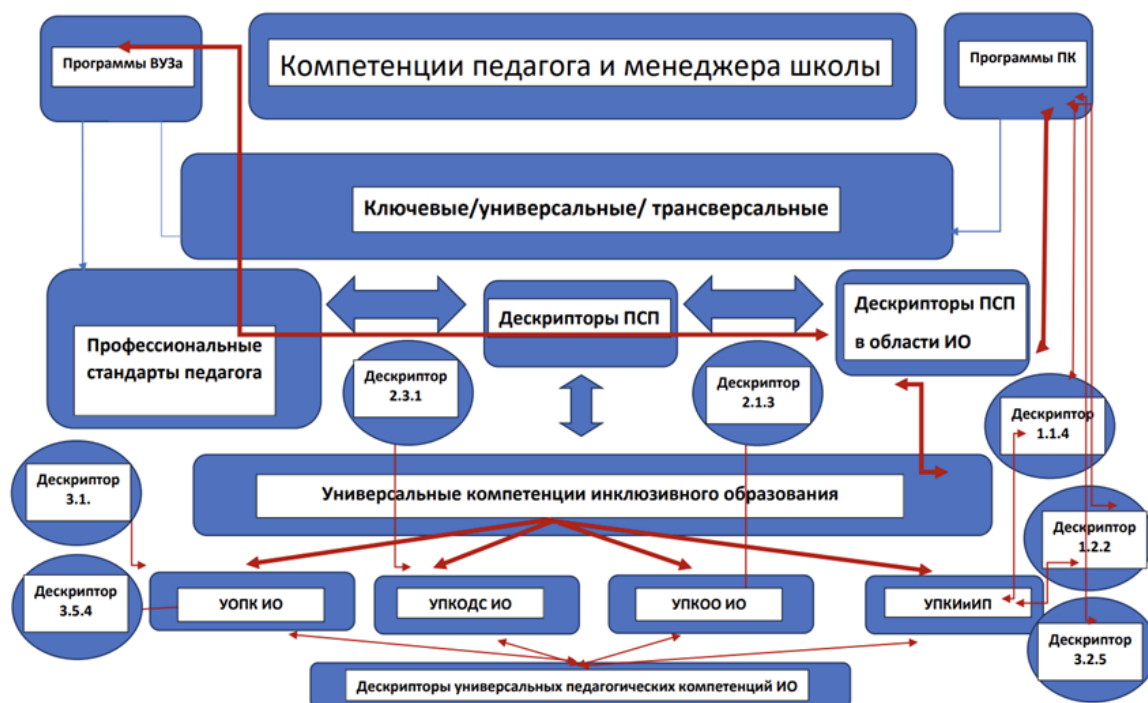 Программы ВУЗа
Компетенции педагога и менеджера школы
Программы ПК
Ключевые/универсальные/ трансверсальные
Профессиональные
стандарты педагога
Дескрипторы ПСП
Дескрипторы ПСП
в области ИО
Дескриптор
2.3.1
Дескриптор
2.1.3
Дескриптор
1.1.4
Дескриптор
3.1.
Универсальные компетенции инклюзивного образования
Дескриптор
1.2.2
Дескриптор
3.5.4
УОПК ИО
УПКОДС ИО
УПКОО ИО
УПКИиИП
Дескриптор
3.2.5
Дескрипторы универсальных педагогических компетенций ИО